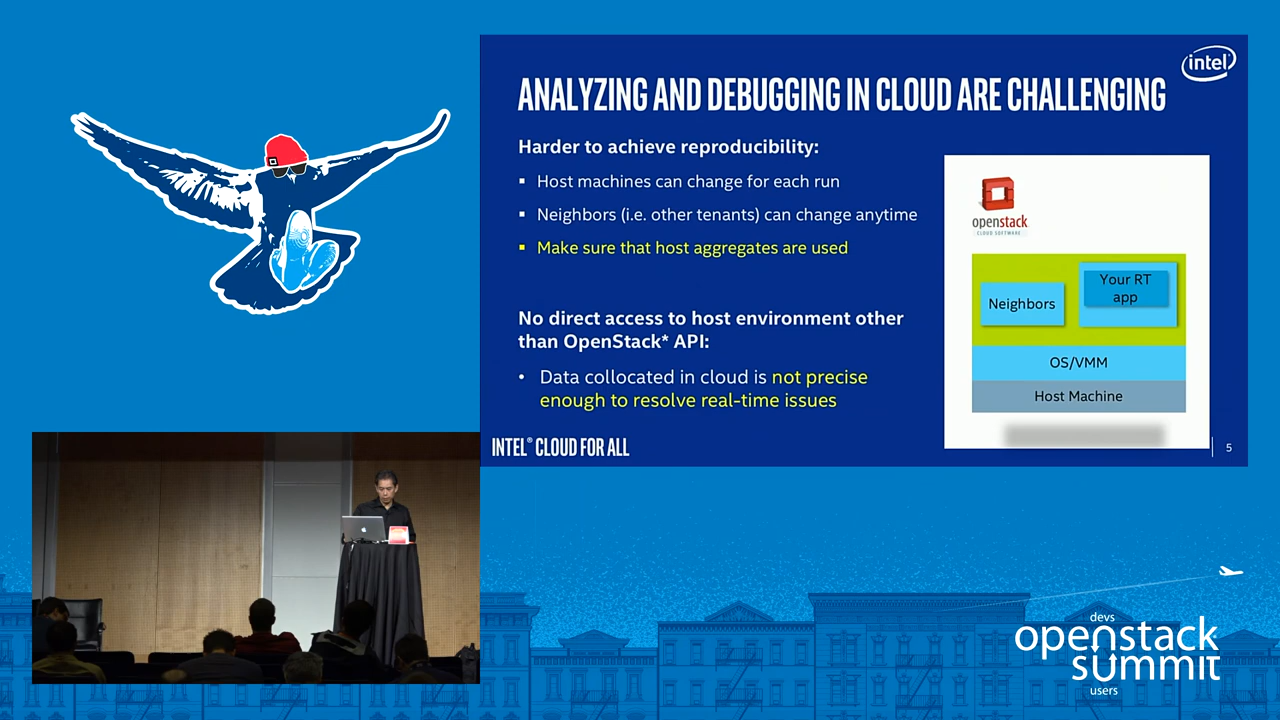 intel
ANALYZING AND DEBUGGING IN CLOUD ARE CHALLENGING
Harder to achieve reproducibility:
▪ Host machines can change for each run
▪ Neighbors (i.e. other tenants) can change anytime
▪ Make sure that host aggregates are used
No direct access to host environment other
than OpenStack* API:
• Data collocated in cloud is not precise
enough to resolve real-time issues
openstack
CLOUD SOFTWARE
Neighbors
Your RT
app
OS/VMM
Host Machine
INTEL® CLOUD FOR ALL
5
devs
openstack
summit
users